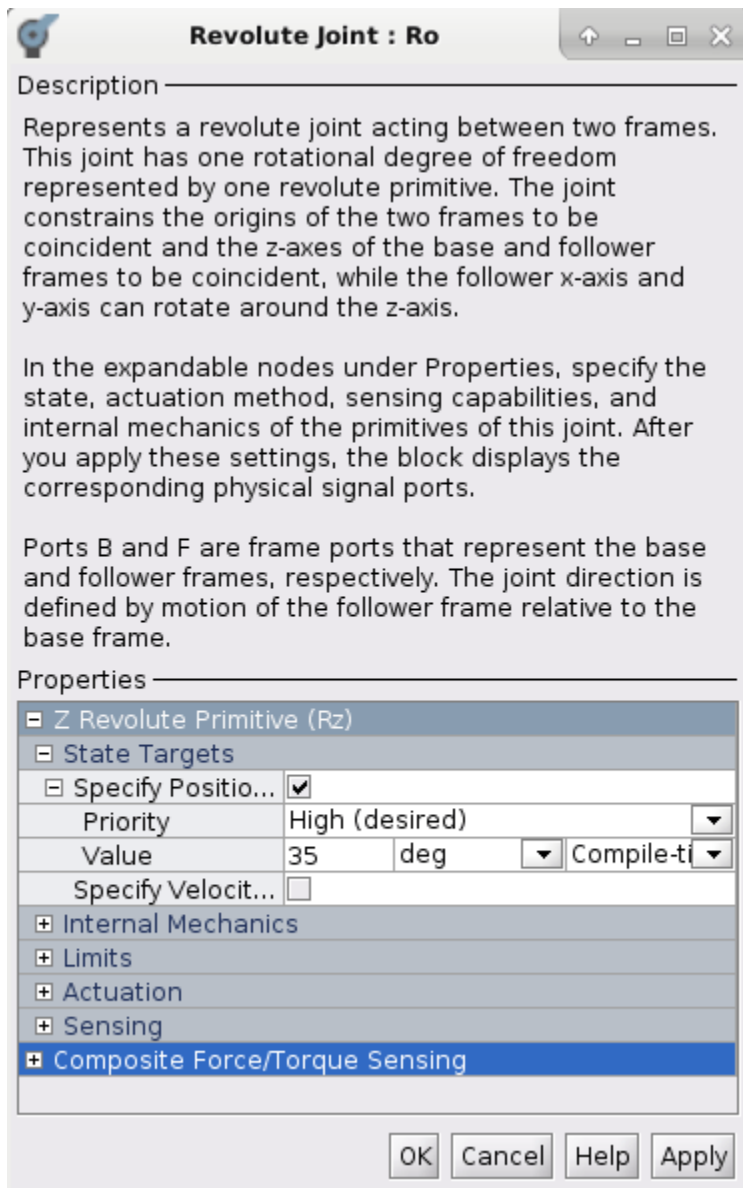 Revolute Joint : Ro
Description
Represents a revolute joint acting between two frames.
This joint has one rotational degree of freedom
represented by one revolute primitive. The joint
constrains the origins of the two frames to be
coincident and the z-axes of the base and follower
frames to be coincident, while the follower x-axis and
y-axis can rotate around the z-axis.
In the expandable nodes under Properties, specify the
state, actuation method, sensing capabilities, and
internal mechanics of the primitives of this joint. After
you apply these settings, the block displays the
corresponding physical signal ports.
Ports B and F are frame ports that represent the base
and follower frames, respectively. The joint direction is
defined by motion of the follower frame relative to the
base frame.
Properties
Z Revolute Primitive (Rz)
State Targets
Specify Positio...
Priority High (desired)
Value 35 deg Compile-ti
Specify Velocit...
Internal Mechanics
Limits
Actuation
Sensing
Composite Force/Torque Sensing
OK Cancel Help Apply